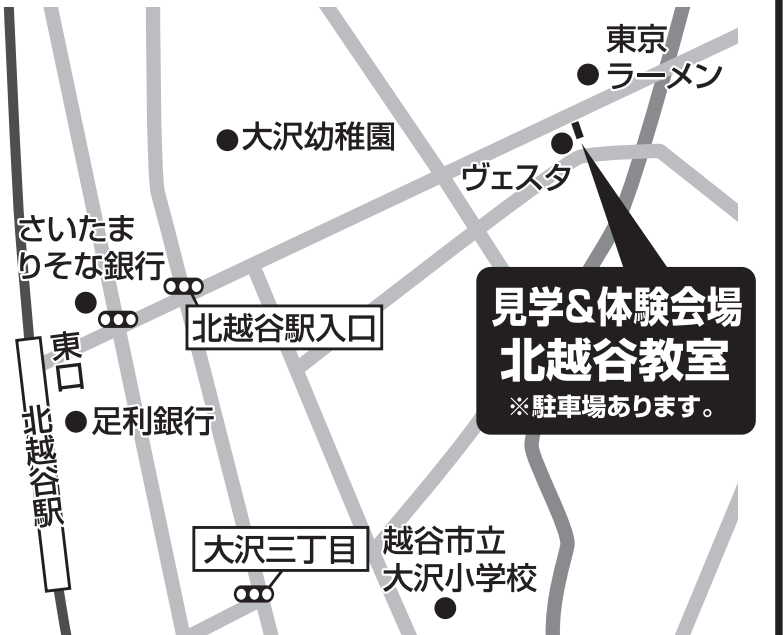 東京
ラーメン
大沢幼稚園
ヴェスタ
さいたま
りそな銀行
北越谷駅入口
見学&体験会場
北越谷教室
※駐車場あります。
東口
足利銀行
北越谷駅
大沢三丁目
越谷市立
大沢小学校